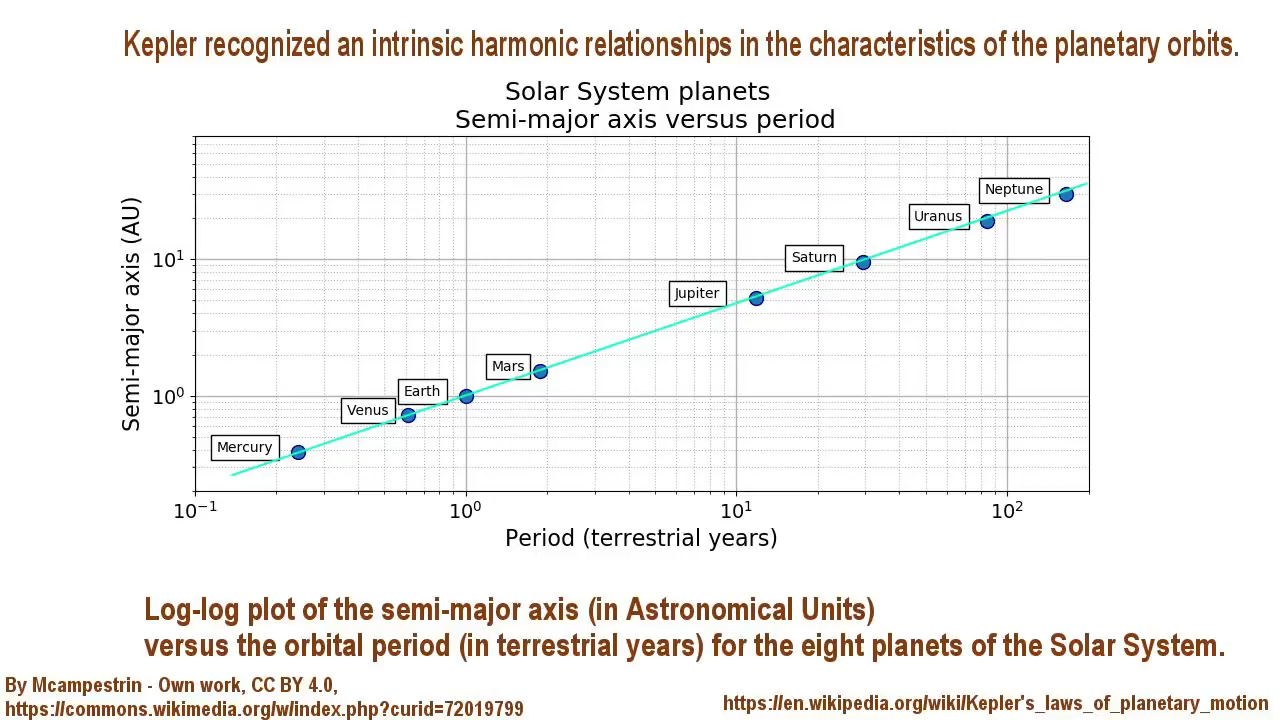 Kepler recognized an intrinsic harmonic relationships in the characteristics of the planetary orbits.
Solar System planets
Semi-major axis versus period
Semi-major axis (AU)
10¹
10⁰
Neptune
Uranus
Saturn
Jupiter
Mars
Earth
Venus
Mercury
10⁻¹
10⁰
10¹
10²
Period (terrestrial years)
Log-log plot of the semi-major axis (in Astronomical Units)
versus the orbital period (in terrestrial years) for the eight planets of the Solar System.
By Mcampestrin - Own work, CC BY 4.0,
https://commons.wikimedia.org/w/index.php?curid=72019799
https://en.wikipedia.org/wiki/Kepler's_laws_of_planetary_motion